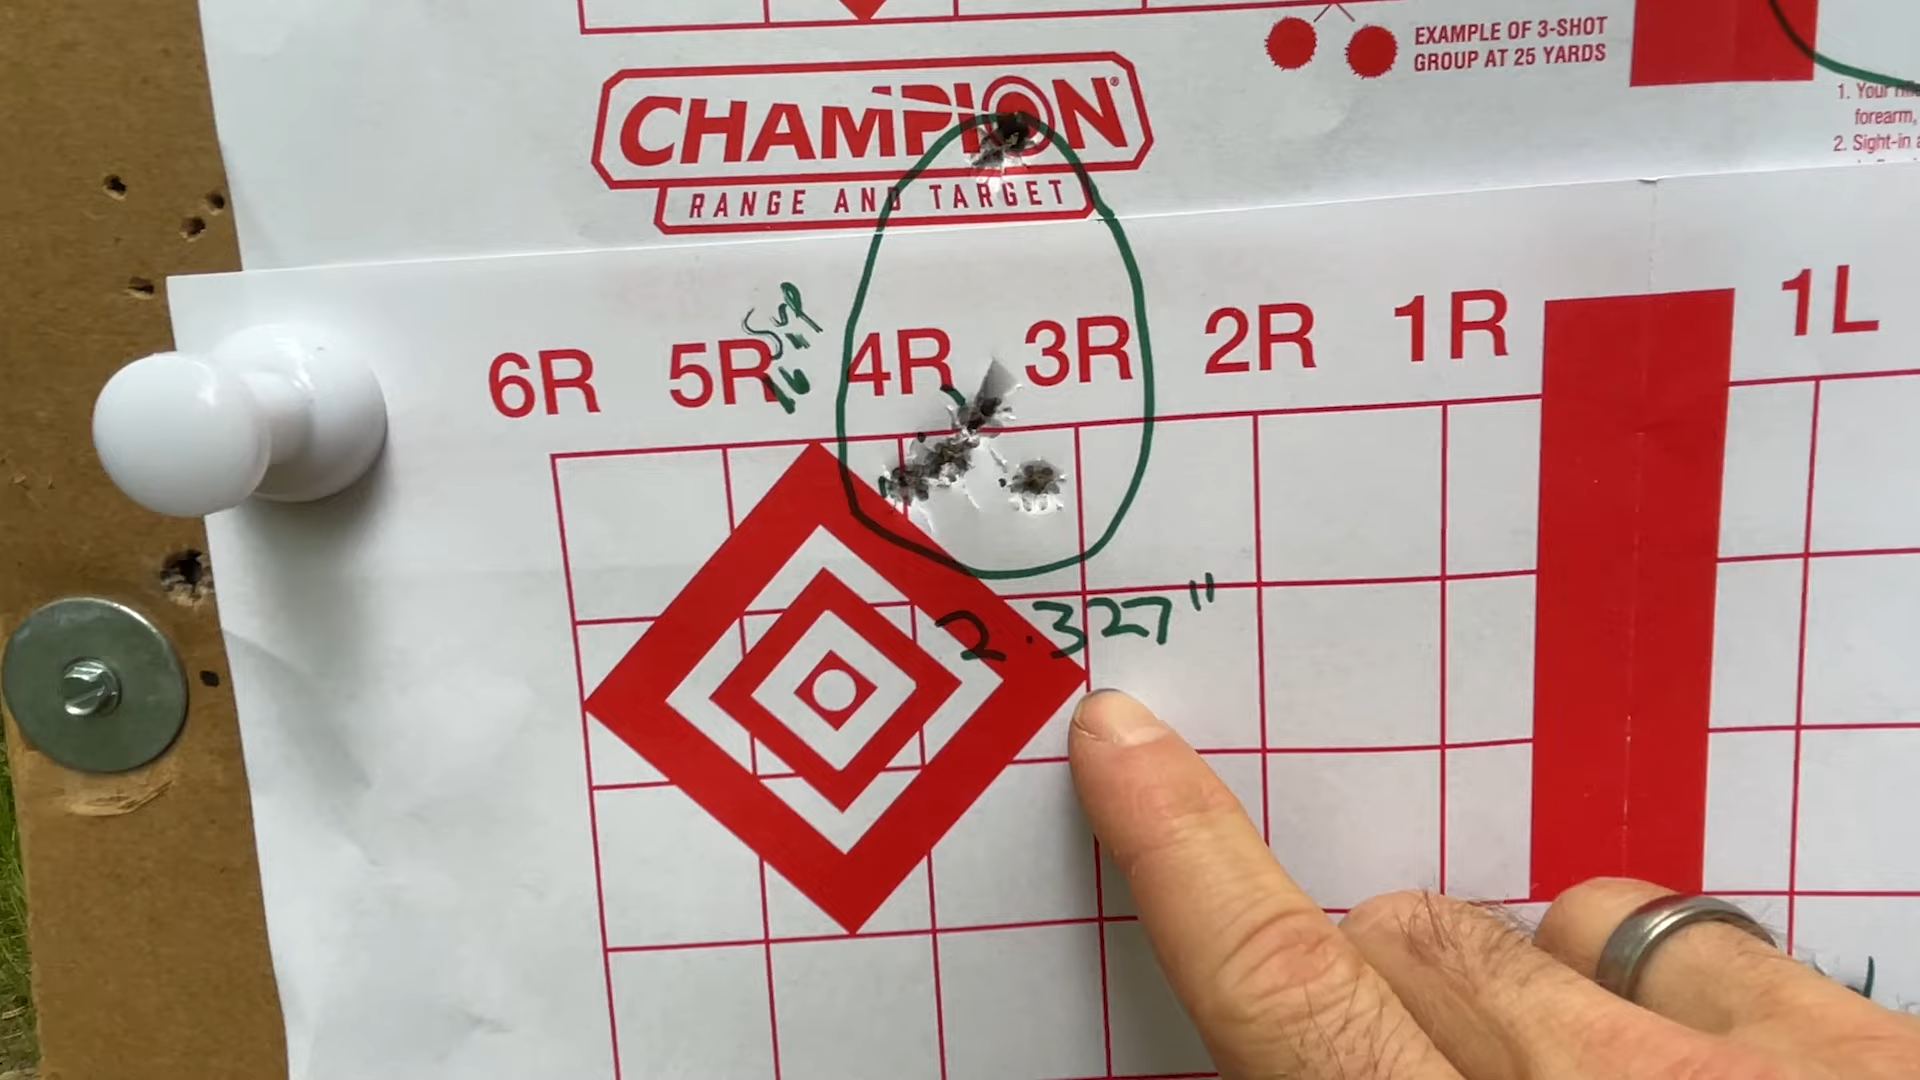 EXAMPLE OF 3-SHOT
GROUP AT 25 YARDS
CHAMPION®
RANGE AND TARGET
1. Your
forearm,
2. Sight-in
6R 5R 4R 3R 2R 1R 1L
2.327"